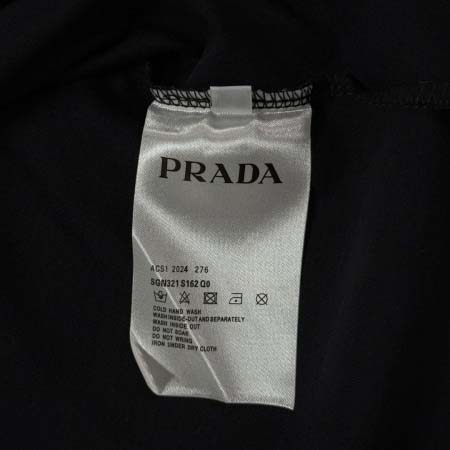 PRADA
ACS1 2024 276
SGN321 S162 Q0
COLD HAND WASH
WASH INSIDE-OUT AND SEPARATELY
WASH INSIDE OUT
DO NOT SOAK
DO NOT WRING
IRON UNDER DRY CLOTH